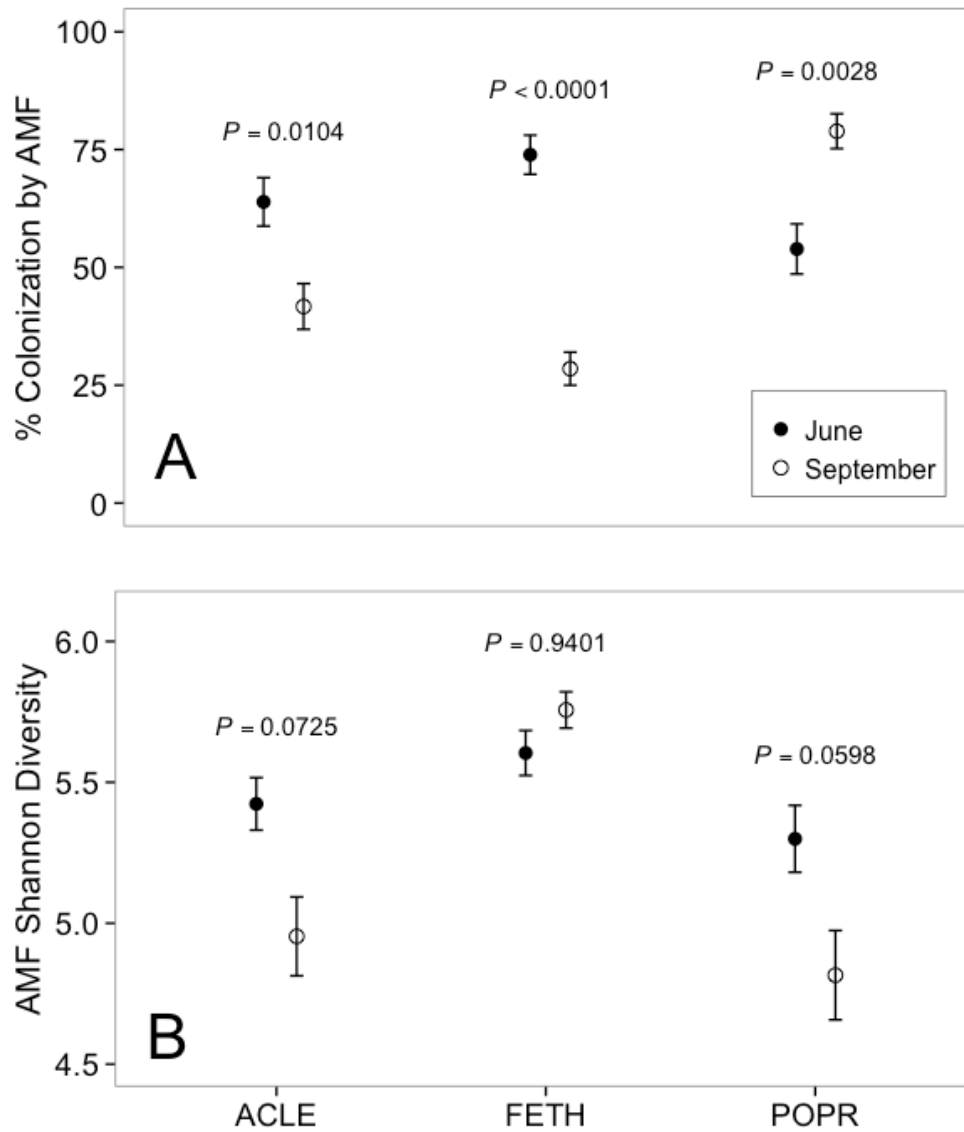 100
75
50
25
0
% Colonization by AMF
P = 0.0104
P < 0.0001
P = 0.0028
A
June
September
6.0
5.5
5.0
4.5
AMF Shannon Diversity
P = 0.0725
P = 0.9401
P = 0.0598
B
ACLE FETH POPR